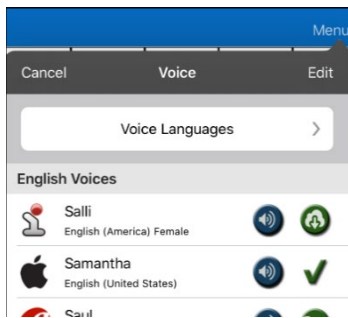 Menu
Cancel Voice Edit
Voice Languages
English Voices
Salli
English (America) Female
Samantha
English (United States)
Saul